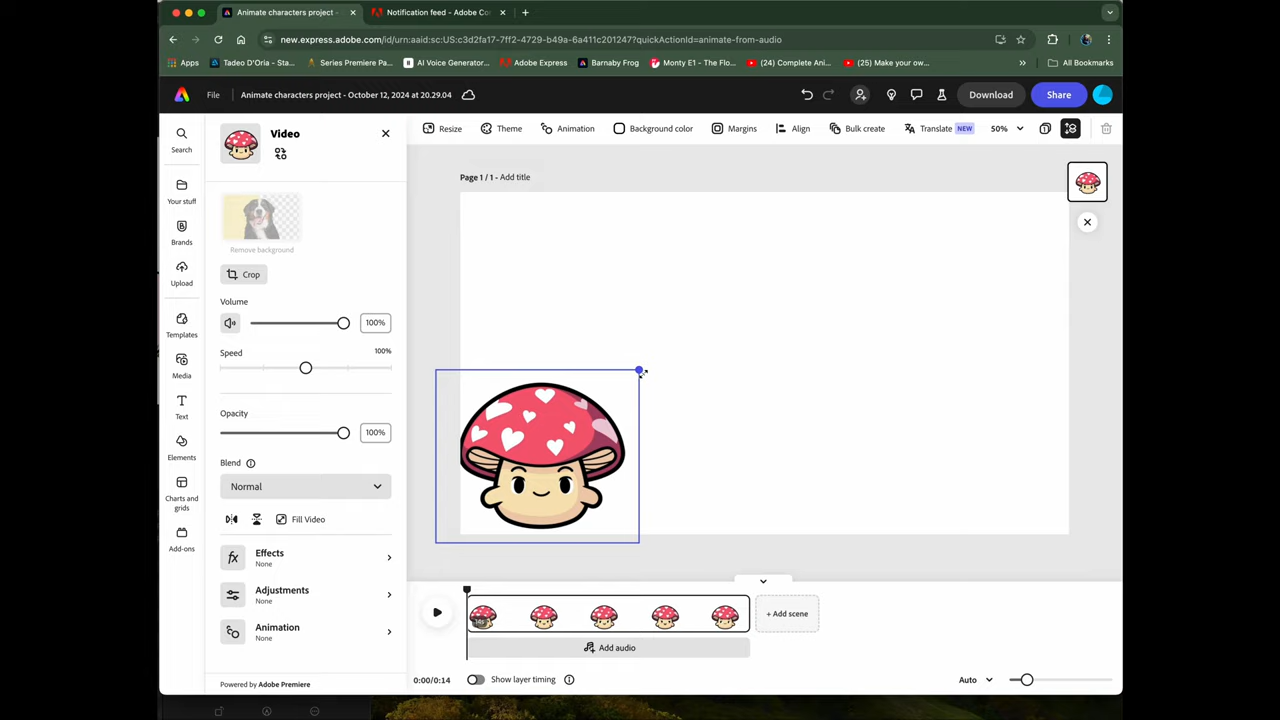 Animate characters project -
Notification feed - Adobe Co
new.express.adobe.com/id/urn:aaid:sc:US:c3d2fa17-7ff2-4729-b49a-6a411c201247?quickActionId=animate-from-audio
Apps
Tadeo D'Oria - Sta...
Series Premiere Pa...
AI Voice Generator...
Adobe Express
Barnaby Frog
Monty E1 - The Flo...
(24) Complete Ani...
(25) Make your ow...
All Bookmarks
File
Animate characters project - October 12, 2024 at 20.29.04
Download
Share
Search
Your stuff
Brands
Upload
Templates
Media
Text
Elements
Charts and
grids
Add-ons
Video
Remove background
Crop
Volume
100%
Speed
100%
Opacity
100%
Blend
Normal
Fill Video
Effects
None
Adjustments
None
Animation
None
Powered by Adobe Premiere
Resize
Theme
Animation
Background color
Margins
Align
Bulk create
Translate
NEW
50%
Page 1 / 1 - Add title
14s
+ Add scene
Add audio
0:00/0:14
Show layer timing
Auto